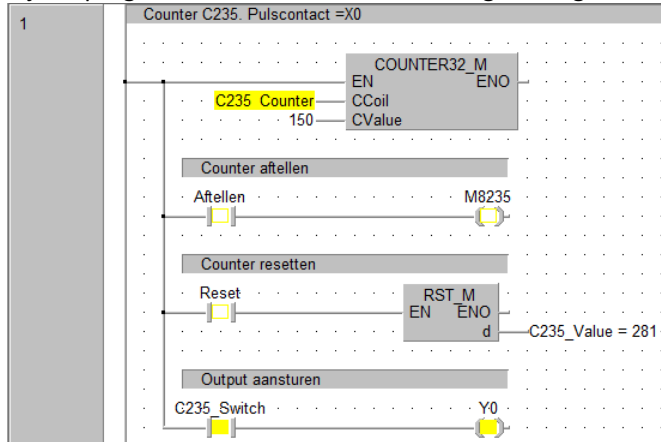 1
Counter C235. Pulscontact =X0
COUNTER32_M
EN ENO
C235_Counter CCoil
150 CValue
Counter aftellen
Aftellen M8235
Counter resetten
Reset RST_M
EN ENO
d C235_Value = 281
Output aansturen
C235_Switch Y0